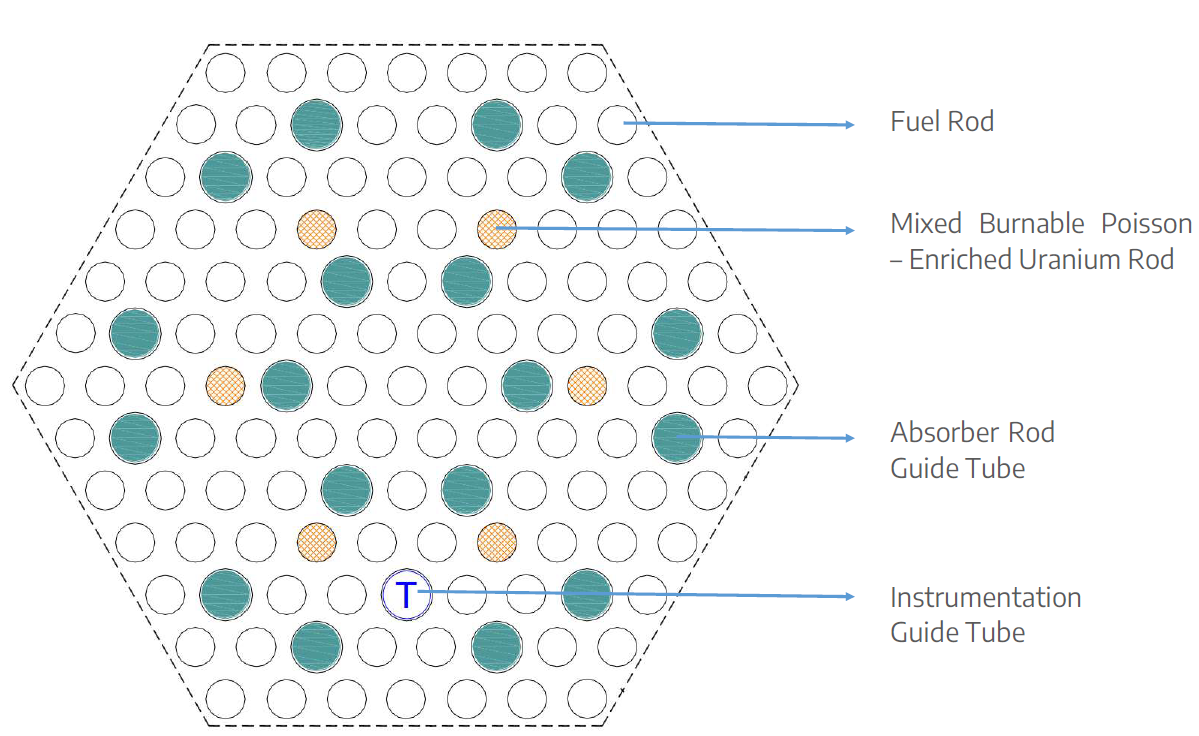 Fuel Rod
Mixed Burnable Poisson
– Enriched Uranium Rod
Absorber Rod
Guide Tube
T
Instrumentation
Guide Tube